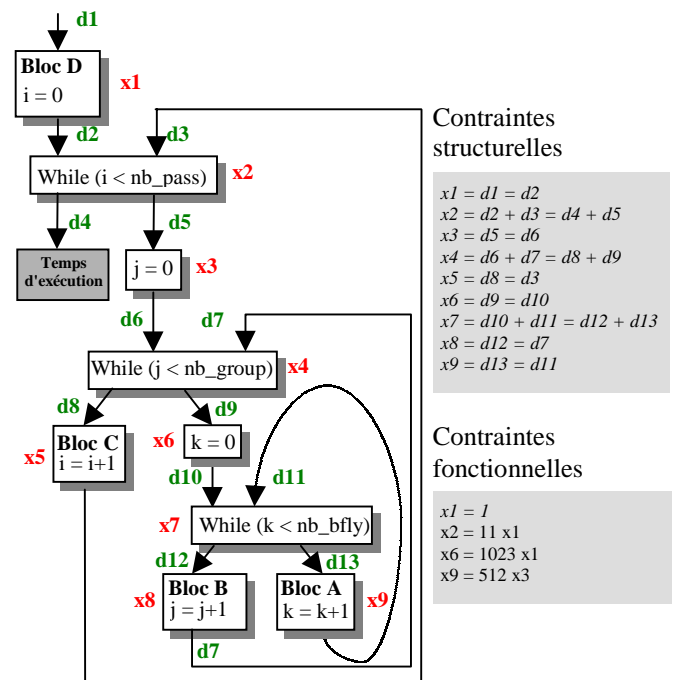 d1
Bloc D
i = 0
x1
d2
d3
While (i < nb_pass)
x2
d4
d5
Temps
d'exécution
j = 0
x3
d6
d7
While (j < nb_group)
x4
d8
d9
Bloc C
i = i+1
x5
x6
k = 0
d10
d11
x7
While (k < nb_bfly)
d12
d13
x8
Bloc B
j = j+1
Bloc A
k = k+1
x9
d7
Contraintes
structurelles
x1 = d1 = d2
x2 = d2 + d3 = d4 + d5
x3 = d5 = d6
x4 = d6 + d7 = d8 + d9
x5 = d8 = d3
x6 = d9 = d10
x7 = d10 + d11 = d12 + d13
x8 = d12 = d7
x9 = d13 = d11
Contraintes
fonctionnelles
x1 = 1
x2 = 11 x1
x6 = 1023 x1
x9 = 512 x3